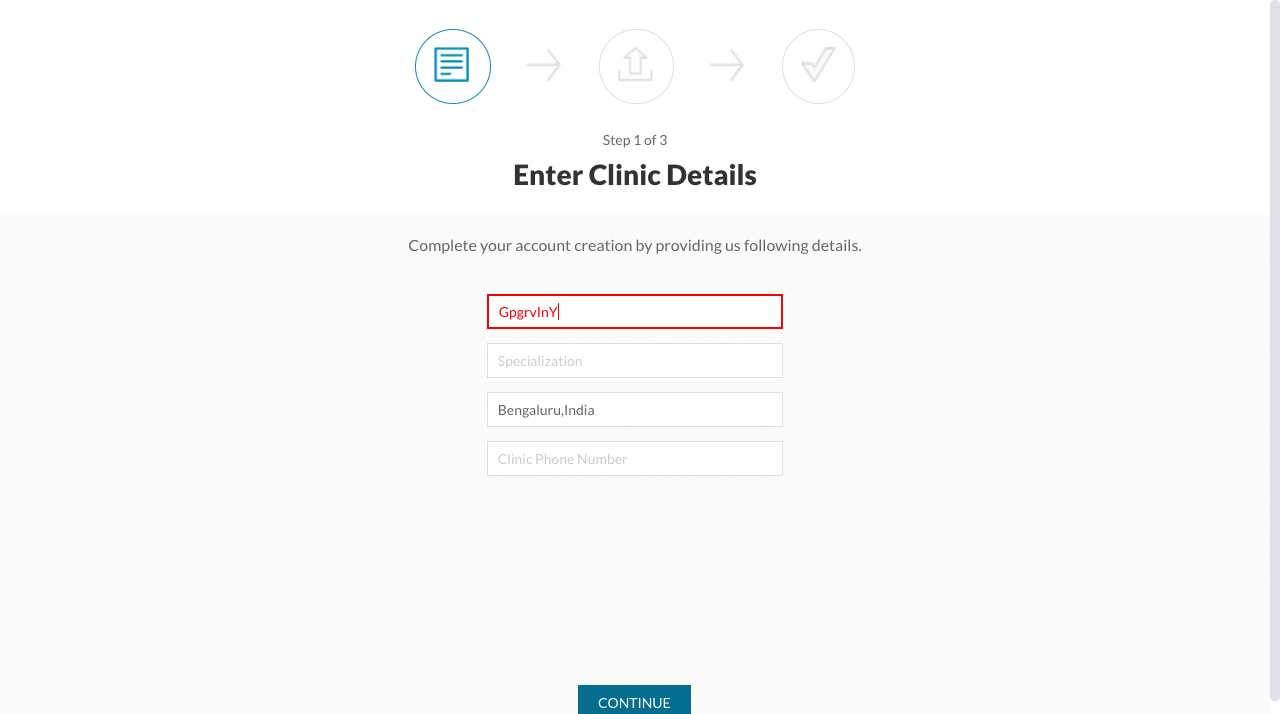 Step 1 of 3
Enter Clinic Details
Complete your account creation by providing us following details.
GpgrvInY
Specialization
Bengaluru,India
Clinic Phone Number
CONTINUE